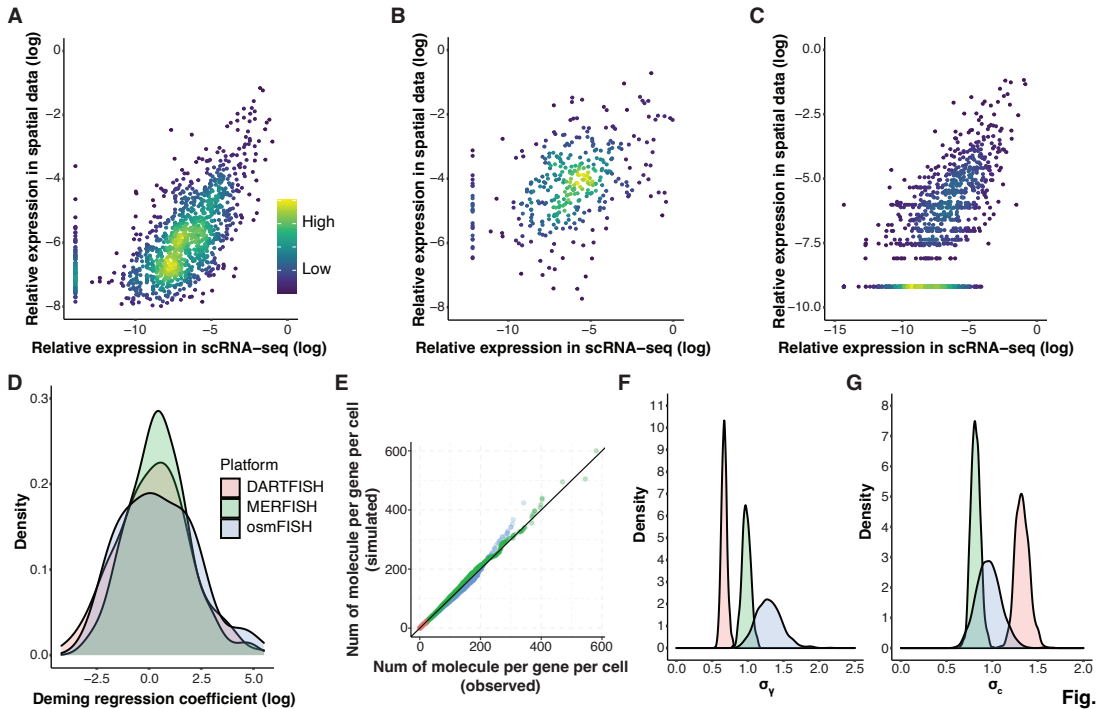 A
B
C
Relative expression in spatial data (log)
0
−2
−4
−6
−8
−10
−5
0
Relative expression in scRNA−seq (log)
High
Low
Relative expression in spatial data (log)
0
−2
−4
−6
−8
−10
−5
0
Relative expression in scRNA−seq (log)
Relative expression in spatial data (log)
0.0
−2.5
−5.0
−7.5
−10.0
−15
−10
−5
0
Relative expression in scRNA−seq (log)
D
E
F
G
Density
0.3
0.2
0.1
0.0
−2.5
0.0
2.5
5.0
Deming regression coefficient (log)
Platform
DARTFISH
MERFISH
osmFISH
Num of molecule per gene per cell
(simulated)
600
400
200
0
0
200
400
600
Num of molecule per gene per cell
(observed)
Density
11
10
9
8
7
6
5
4
3
2
1
0
0.0
0.5
1.0
1.5
2.0
2.5
σγ
Density
8
7
6
5
4
3
2
1
0
0.0
0.5
1.0
1.5
2.0
σc
Fig.